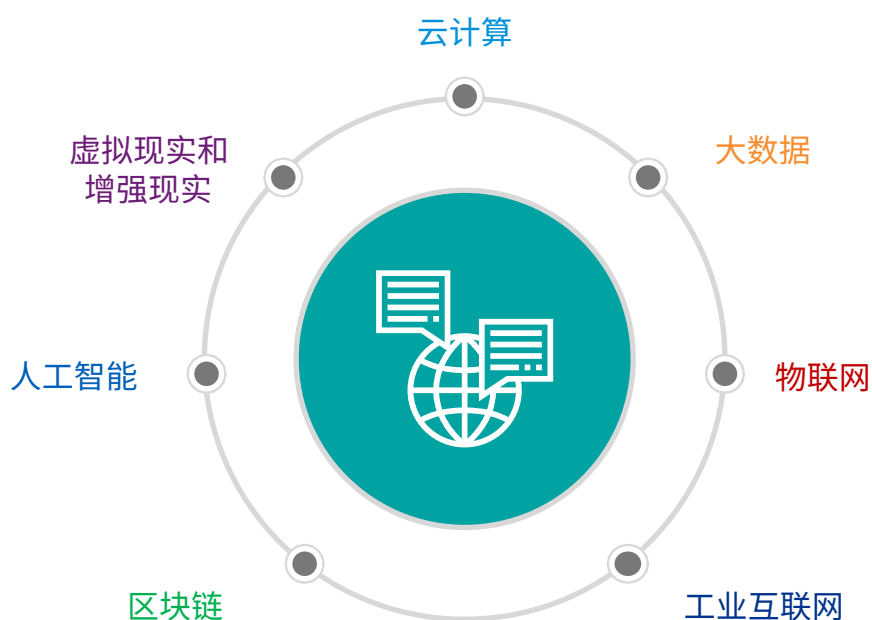 云计算
大数据
虚拟现实和
增强现实
人工智能
物联网
区块链
工业互联网